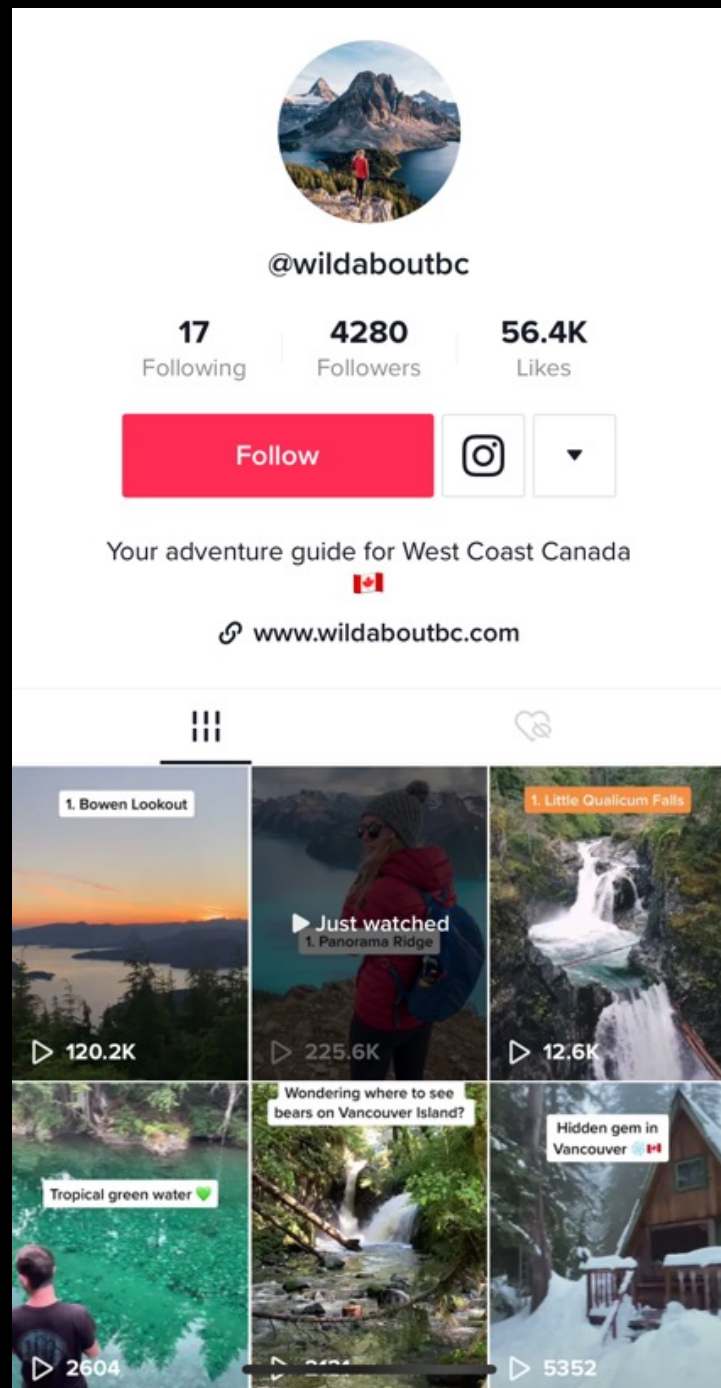 @wildaboutbc
17 4280 56.4K
Following Followers Likes
Follow
Your adventure guide for West Coast Canada
🇨🇦
www.wildaboutbc.com
1. Bowen Lookout
120.2K
Just watched
1. Panorama Ridge
225.6K
1. Little Qualicum Falls
12.6K
Tropical green water 💚
2604
Wondering where to see
bears on Vancouver Island?
Hidden gem in
Vancouver ❄️🇨🇦
5352